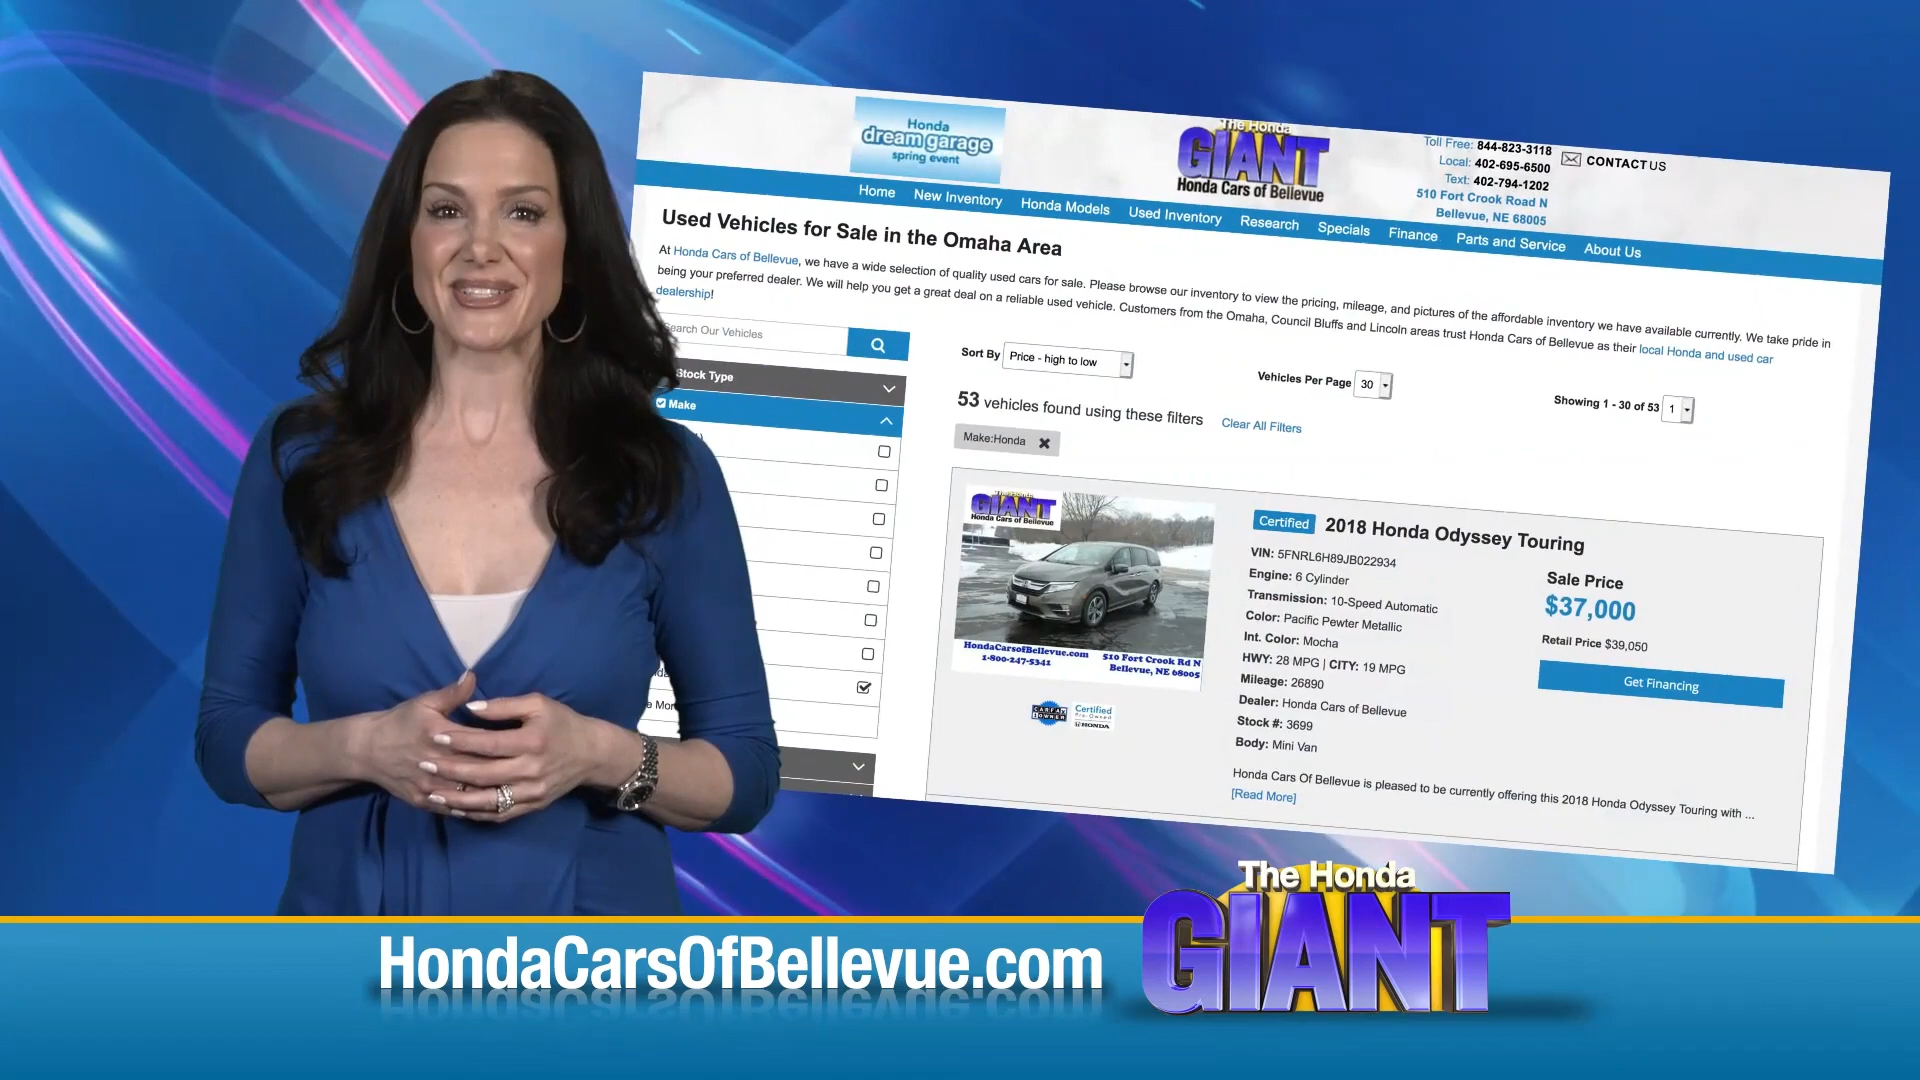 Honda
dream garage
spring event
The Honda
GIANT
Honda Cars of Bellevue
Toll Free: 844-823-3118
Local: 402-695-6500
Text: 402-794-1202
510 Fort Crook Road N
Bellevue, NE 68005
CONTACT US
Home New Inventory Honda Models Used Inventory Research Specials Finance Parts and Service About Us
Used Vehicles for Sale in the Omaha Area
At Honda Cars of Bellevue, we have a wide selection of quality used cars for sale. Please browse our inventory to view the pricing, mileage, and pictures of the affordable inventory we have available currently. We take pride in
being your preferred dealer. We will help you get a great deal on a reliable used vehicle. Customers from the Omaha, Council Bluffs and Lincoln areas trust Honda Cars of Bellevue as their local Honda and used car
dealership!
Search Our Vehicles
Stock Type
Make
Sort By Price - high to low
Vehicles Per Page 30
Showing 1 - 30 of 53 1
53 vehicles found using these filters Clear All Filters
Make:Honda
The Honda
GIANT
Honda Cars of Bellevue
HondaCarsofBellevue.com
1-800-247-5341
510 Fort Crook Rd N
Bellevue, NE 68005
CARFAX
1 OWNER
Certified
Pre-Owned
HONDA
Certified 2018 Honda Odyssey Touring
VIN: 5FNRL6H89JB022934
Engine: 6 Cylinder
Transmission: 10-Speed Automatic
Color: Pacific Pewter Metallic
Int. Color: Mocha
HWY: 28 MPG | CITY: 19 MPG
Mileage: 26890
Dealer: Honda Cars of Bellevue
Stock #: 3699
Body: Mini Van
Sale Price
$37,000
Retail Price $39,050
Get Financing
Honda Cars Of Bellevue is pleased to be currently offering this 2018 Honda Odyssey Touring with ...
[Read More]
HondaCarsOfBellevue.com
The Honda
GIANT